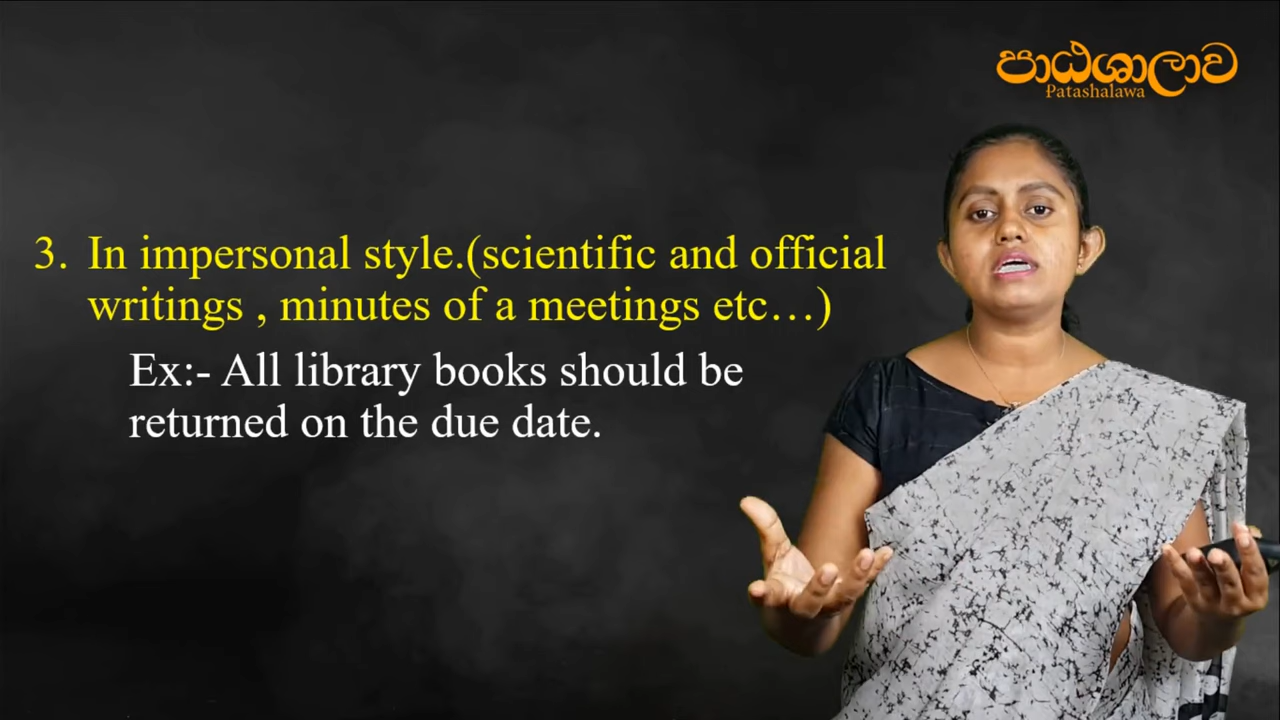 පාඨශාලාව
Patashalawa
3. In impersonal style.(scientific and official
writings , minutes of a meetings etc…)
Ex:- All library books should be
returned on the due date.